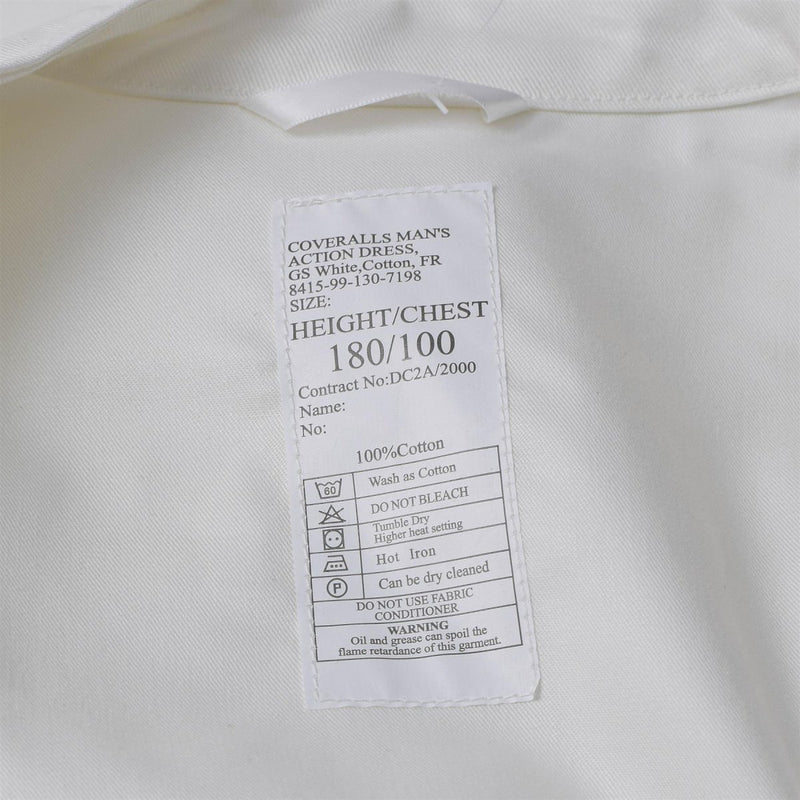 COVERALLS MAN'S
ACTION DRESS,
GS White,Cotton, FR
8415-99-130-7198
SIZE:
HEIGHT/CHEST
180/100
Contract No:DC2A/2000
Name:
No:
100%Cotton
60 Wash as Cotton
DO NOT BLEACH
Tumble Dry
Higher heat setting
Hot Iron
P Can be dry cleaned
DO NOT USE FABRIC
CONDITIONER
WARNING
Oil and grease can spoil the
flame retardance of this garment.